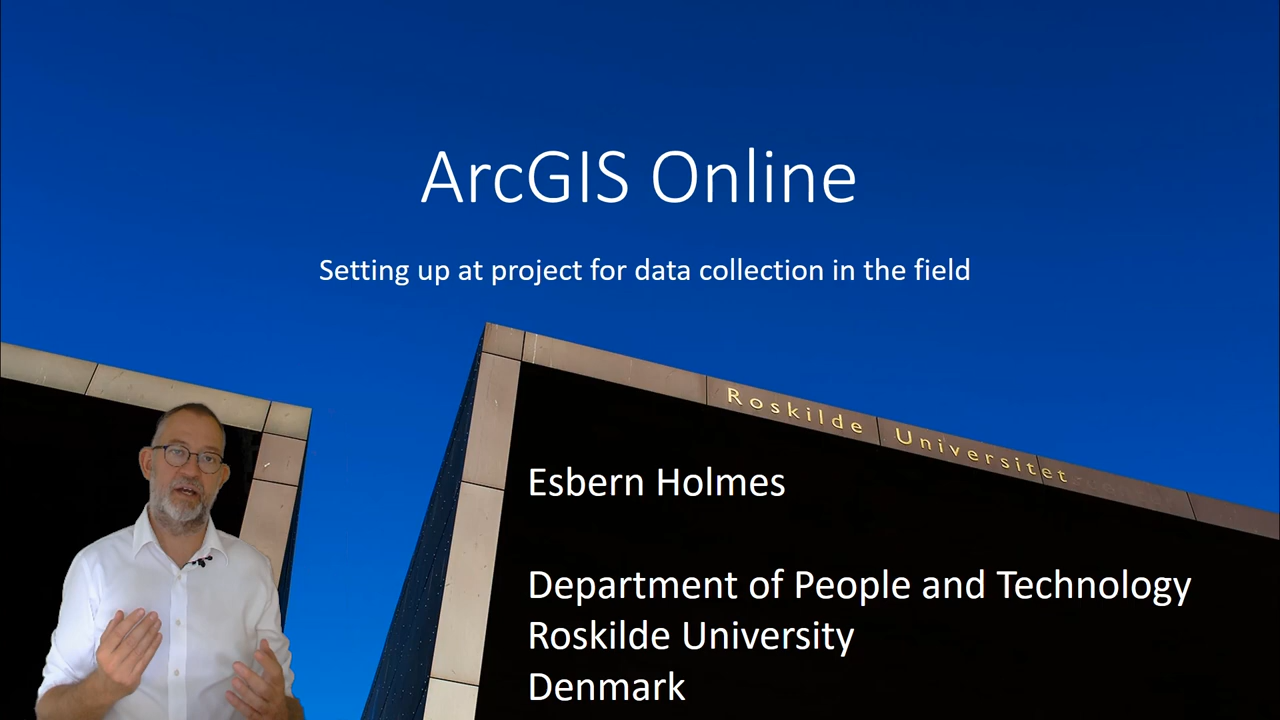 ArcGIS Online
Setting up at project for data collection in the field
Roskilde Universitet
Esbern Holmes
Department of People and Technology
Roskilde University
Denmark